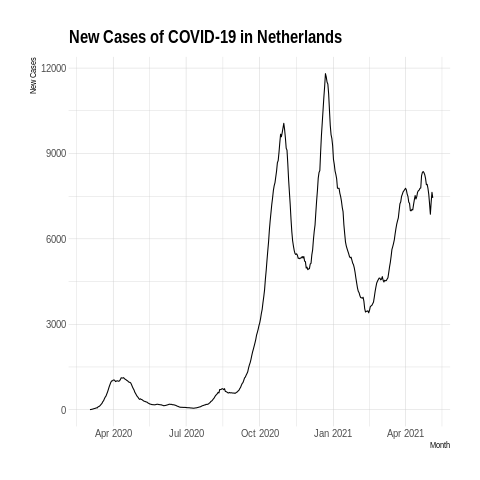 New Cases of COVID-19 in Netherlands
New Cases
12000
9000
6000
3000
0
Apr 2020 Jul 2020 Oct 2020 Jan 2021 Apr 2021
Month